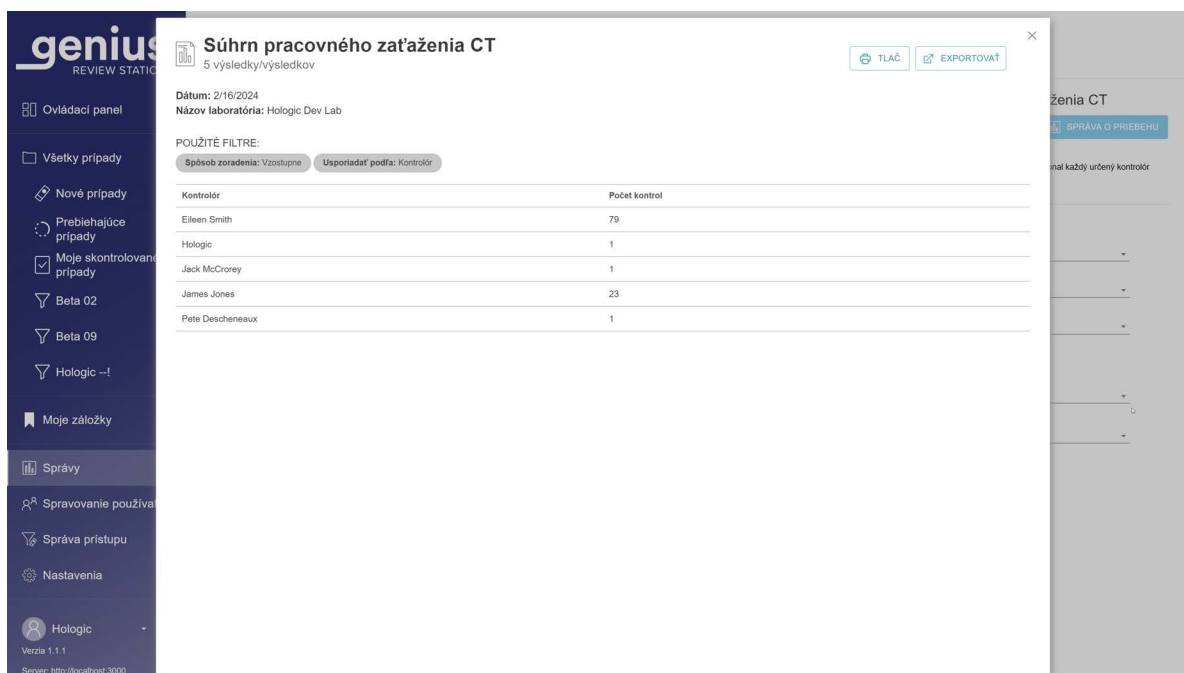 genius
REVIEW STATIC
Ovládací panel
Všetky prípady
Nové prípady
Prebiehajúce
prípady
Moje skontrolované
prípady
Beta 02
Beta 09
Hologic --!
Moje záložky
Správy
Spravovanie používat
Správa prístupu
Nastavenia
Hologic
Verzia 1.1.1
Server: http://localhost:3000
Súhrn pracovného zaťaženia CT
5 výsledky/výsledkov
TLAČ
EXPORTOVAŤ
Dátum: 2/16/2024
Názov laboratória: Hologic Dev Lab
POUŽITÉ FILTRE:
Spôsob zoradenia: Vzostupne Usporiadať podľa: Kontrolór
Kontrolór Počet kontrol
Eileen Smith 79
Hologic 1
Jack McCrorey 1
James Jones 23
Pete Descheneaux 1
ženia CT
SPRÁVA O PRIEBEHU
nal každý určený kontrolór